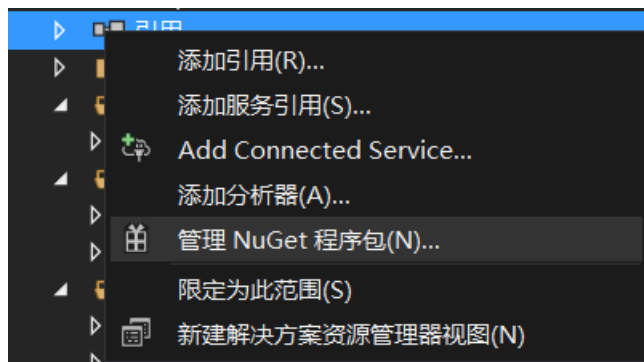 引用
添加引用(R)...
添加服务引用(S)...
Add Connected Service...
添加分析器(A)...
管理 NuGet 程序包(N)...
限定为此范围(S)
新建解决方案资源管理器视图(N)